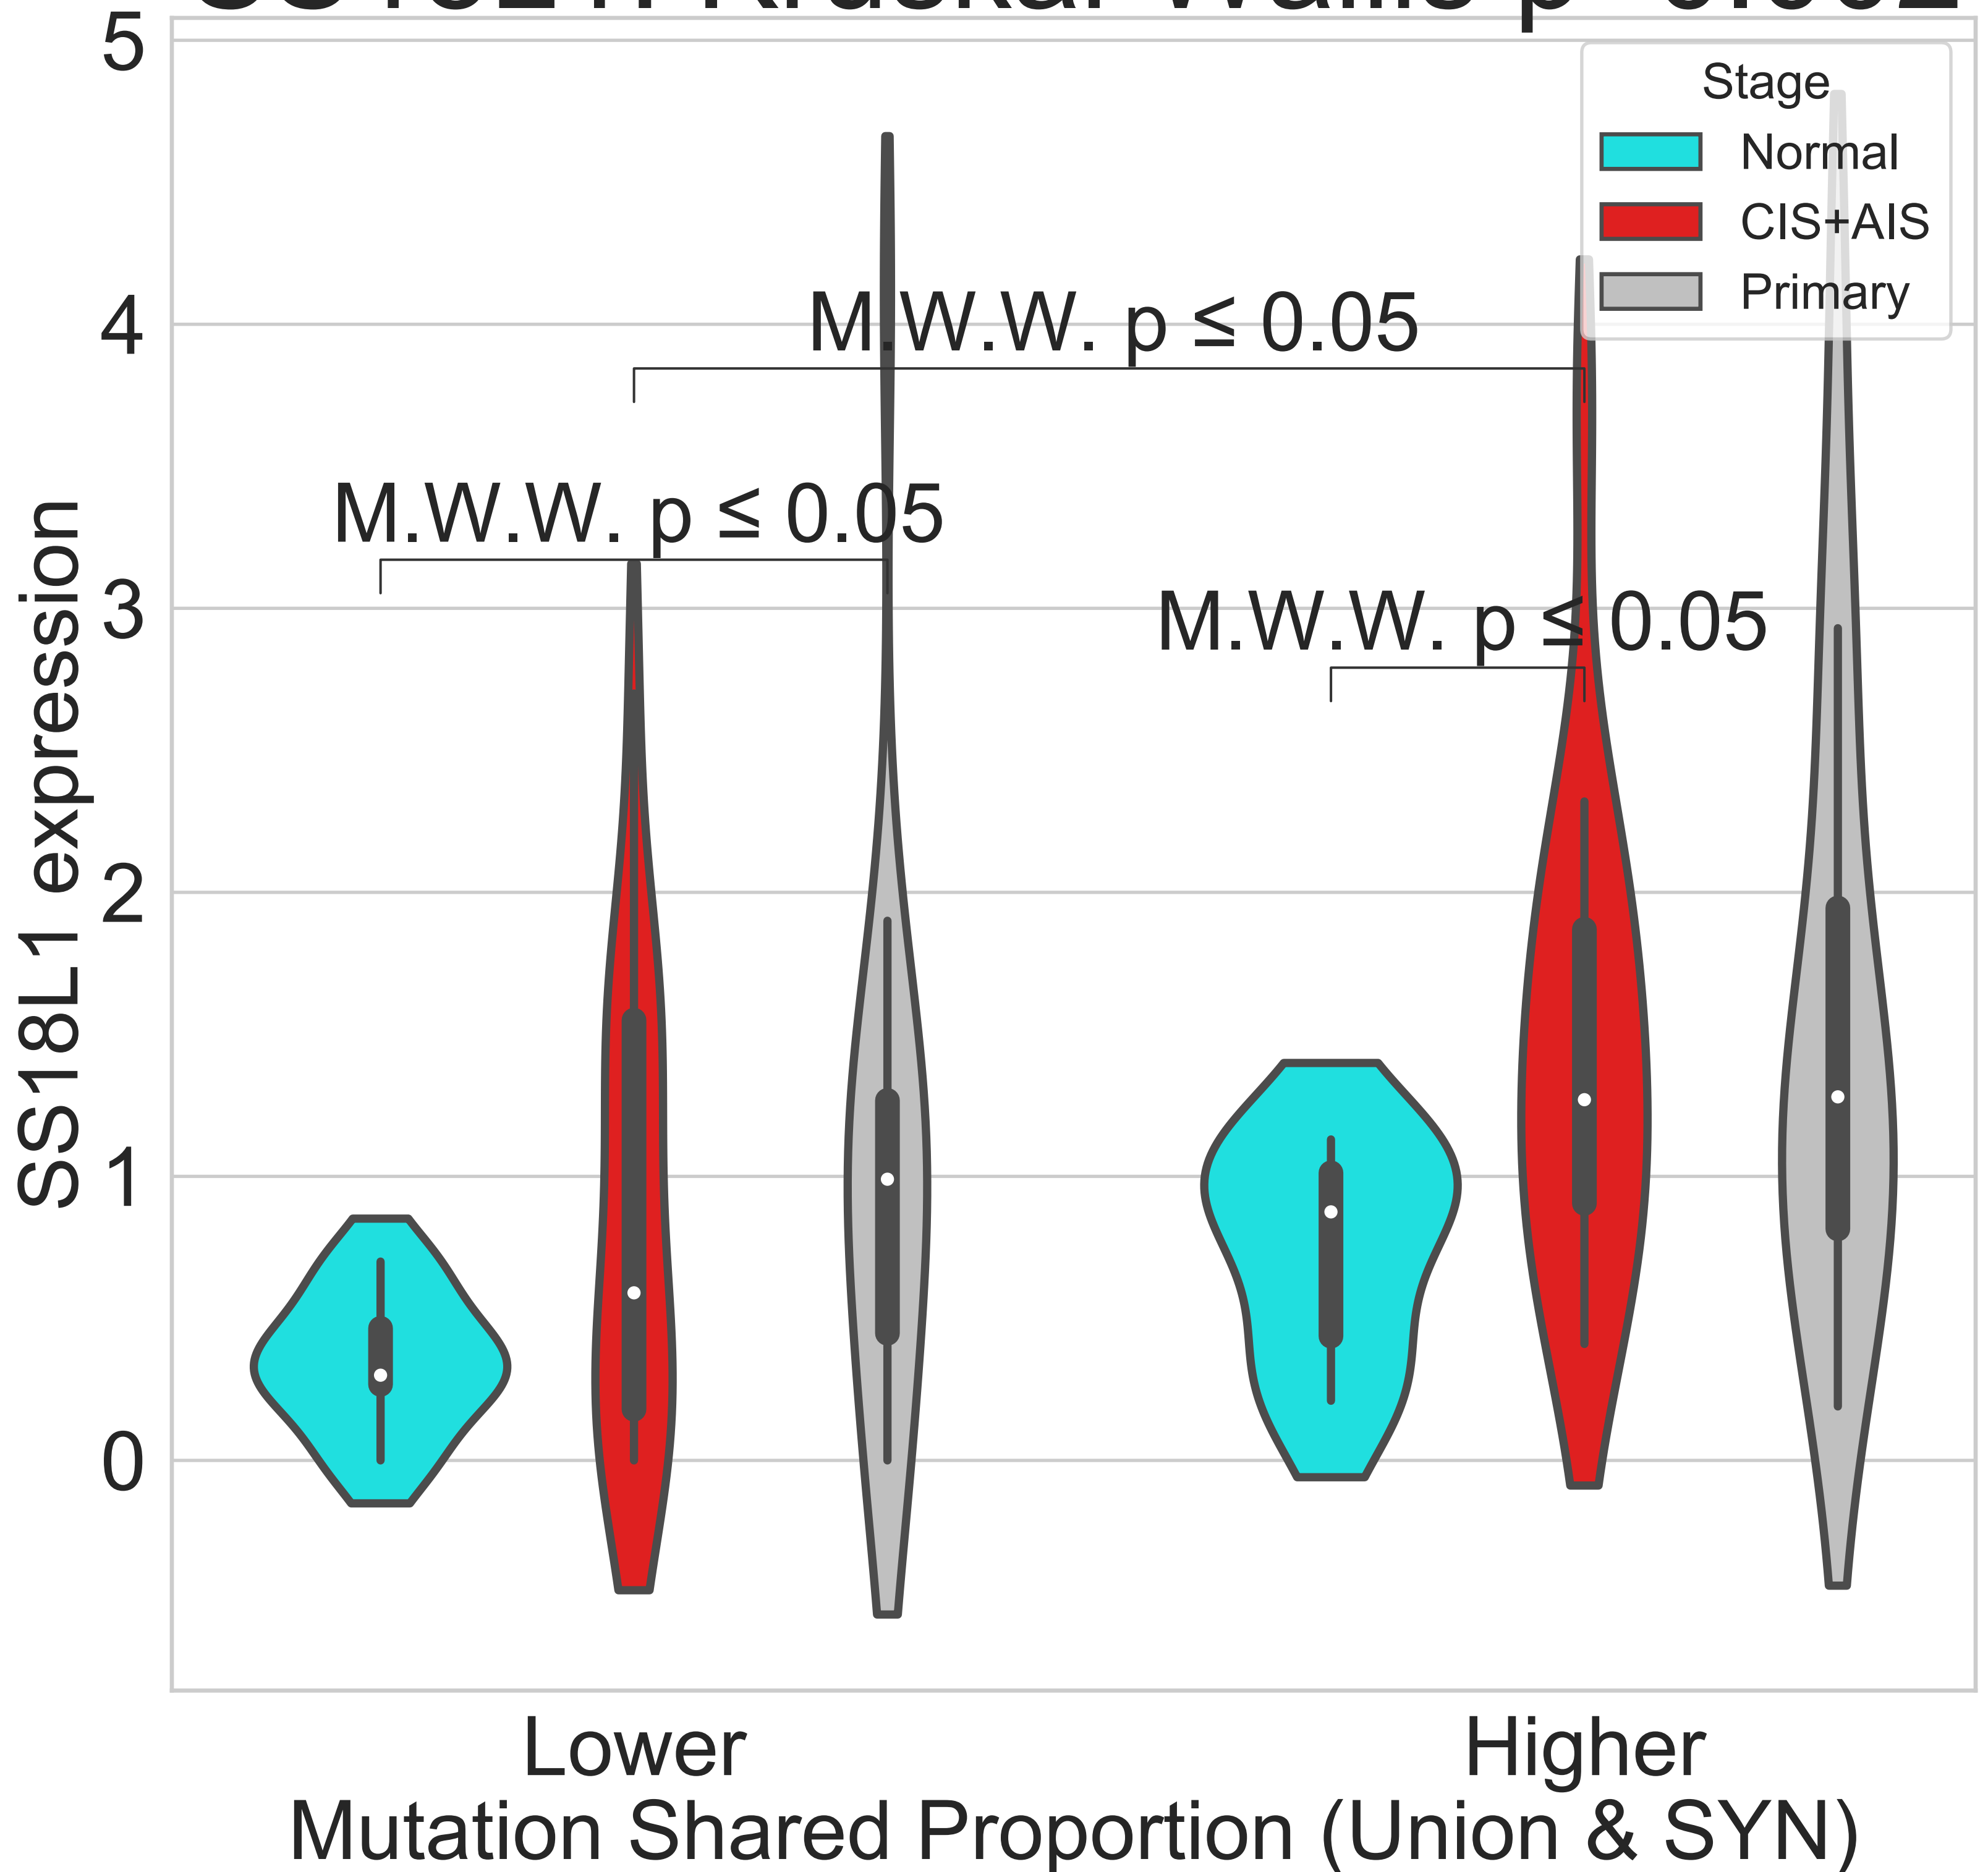 5
Stage
Normal
CIS+AIS
Primary
4
M.W.W. p ≤ 0.05
M.W.W. p ≤ 0.05
3
M.W.W. p ≤ 0.05
SS18L1 expression
2
1
0
Lower
Higher
Mutation Shared Proportion (Union & SYN)